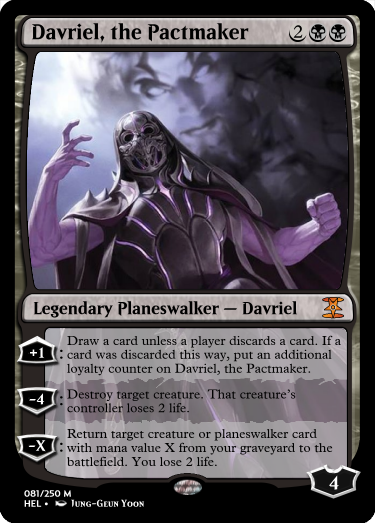 Davriel, the Pactmaker 2
Legendary Planeswalker — Davriel
+1 : Draw a card unless a player discards a card. If a
card was discarded this way, put an additional
loyalty counter on Davriel, the Pactmaker.
-4 : Destroy target creature. That creature's
controller loses 2 life.
-X : Return target creature or planeswalker card
with mana value X from your graveyard to the
battlefield. You lose 2 life.
4
081/250 M
HEL • Jung-Geun Yoon